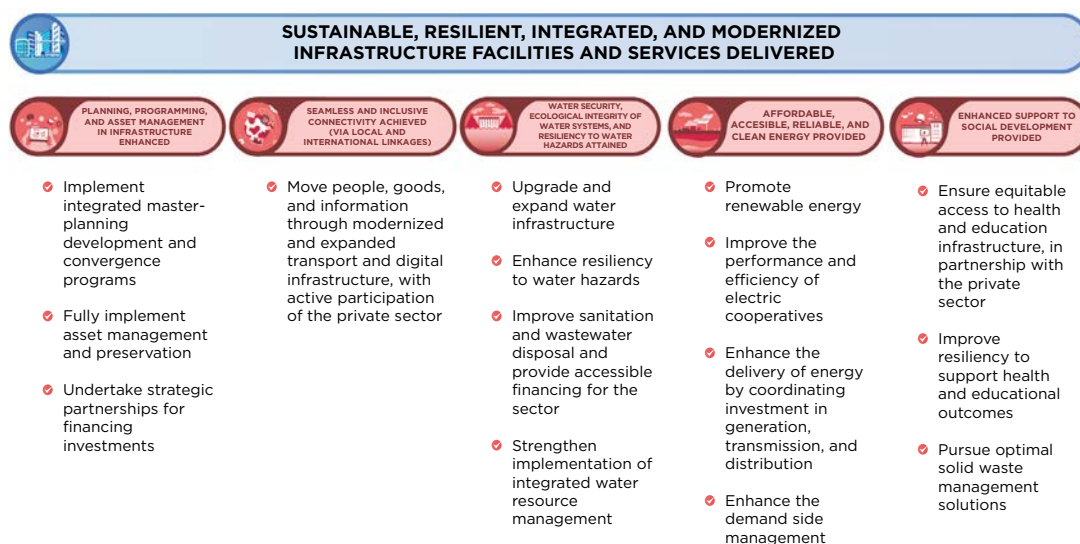 SUSTAINABLE, RESILIENT, INTEGRATED, AND MODERNIZED
INFRASTRUCTURE FACILITIES AND SERVICES DELIVERED
PLANNING, PROGRAMMING,
AND ASSET MANAGEMENT
IN INFRASTRUCTURE
ENHANCED
Implement
integrated master-
planning
development and
convergence
programs
Fully implement
asset management
and preservation
Undertake strategic
partnerships for
financing
investments
SEAMLESS AND INCLUSIVE
CONNECTIVITY ACHIEVED
(VIA LOCAL AND
INTERNATIONAL LINKAGES)
Move people, goods,
and information
through modernized
and expanded
transport and digital
infrastructure, with
active participation
of the private sector
WATER SECURITY,
ECOLOGICAL INTEGRITY OF
WATER SYSTEMS, AND
RESILIENCY TO WATER
HAZARDS ATTAINED
Upgrade and
expand water
infrastructure
Enhance resiliency
to water hazards
Improve sanitation
and wastewater
disposal and
provide accessible
financing for the
sector
Strengthen
implementation of
integrated water
resource
management
AFFORDABLE,
ACCESIBLE, RELIABLE, AND
CLEAN ENERGY PROVIDED
Promote
renewable energy
Improve the
performance and
efficiency of
electric
cooperatives
Enhance the
delivery of energy
by coordinating
investment in
generation,
transmission, and
distribution
Enhance the
demand side
management
ENHANCED SUPPORT TO
SOCIAL DEVELOPMENT
PROVIDED
Ensure equitable
access to health
and education
infrastructure, in
partnership with
the private
sector
Improve
resiliency to
support health
and educational
outcomes
Pursue optimal
solid waste
management
solutions